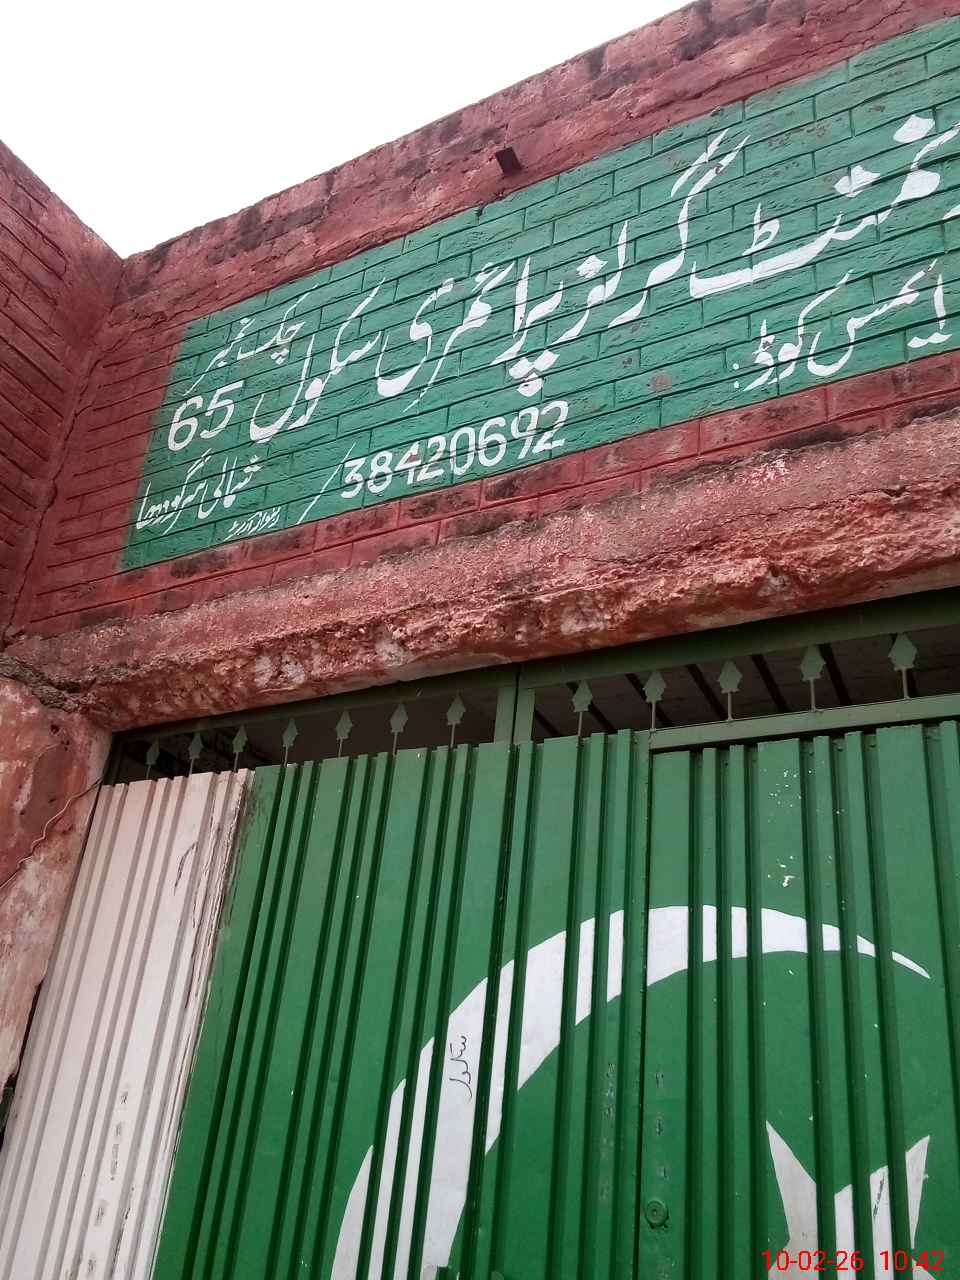 گورنمنٹ گرلز پرائمری سکول چک نمبر 65
ایمس کوڈ: 38420692 شمالی سرگودھا
سکول
10-02-26 10:42